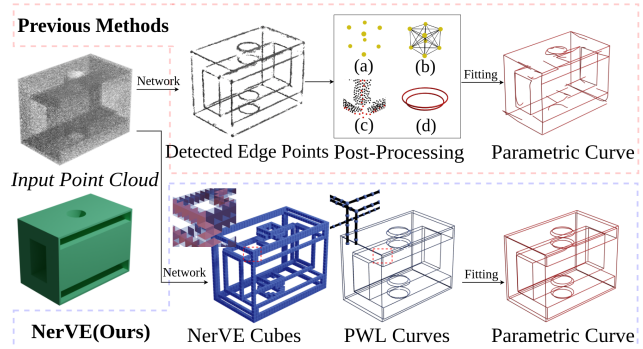 Previous Methods
Network
(a)
(b)
(c)
(d)
Fitting
Detected Edge Points
Post-Processing
Parametric Curve
Input Point Cloud
Network
Fitting
NerVE(Ours)
NerVE Cubes
PWL Curves
Parametric Curve